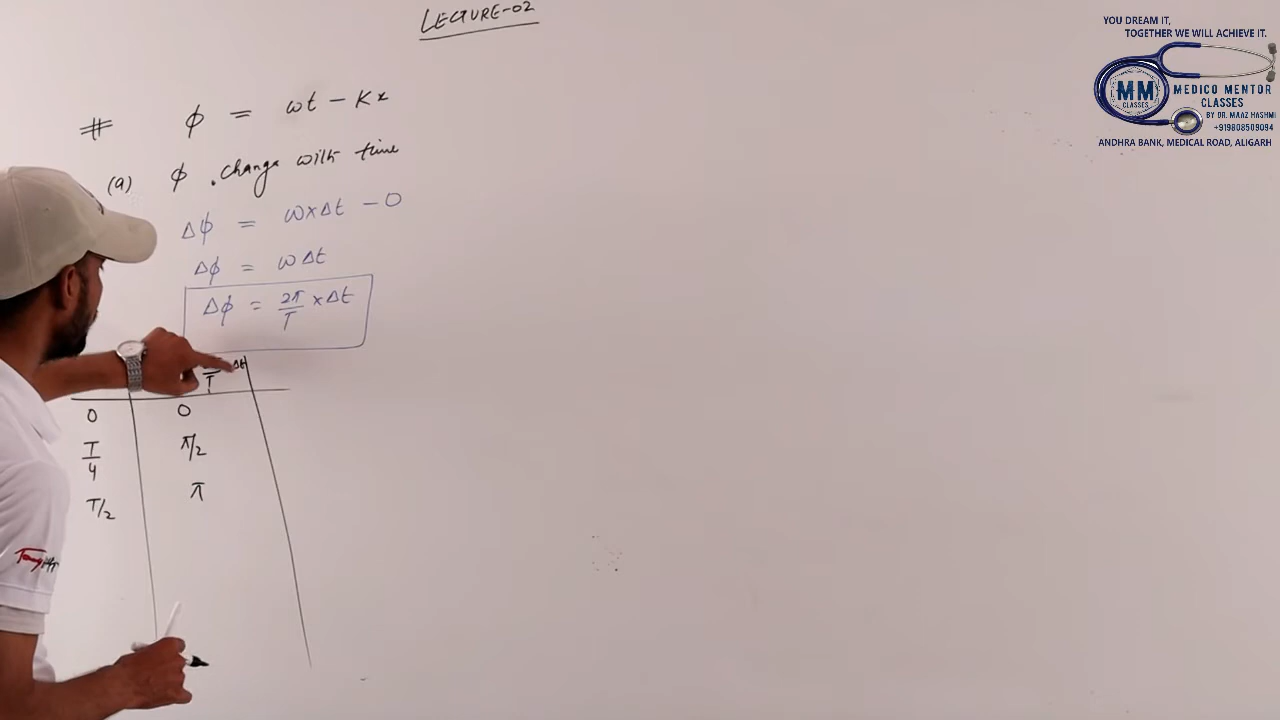 LECTURE-02
YOU DREAM IT,
TOGETHER WE WILL ACHIEVE IT.
MM
CLASSES
MEDICO MENTOR
CLASSES
BY DR. MAAZ HASHMI
+919808509094
ANDHRA BANK, MEDICAL ROAD, ALIGARH
# ϕ = ωt - Kx
(a) ϕ change with time
Δϕ = ω×Δt - 0
Δϕ = ωΔt
Δϕ = 2π/T × Δt
T Δt
0 0
T/4 π/2
T/2 π